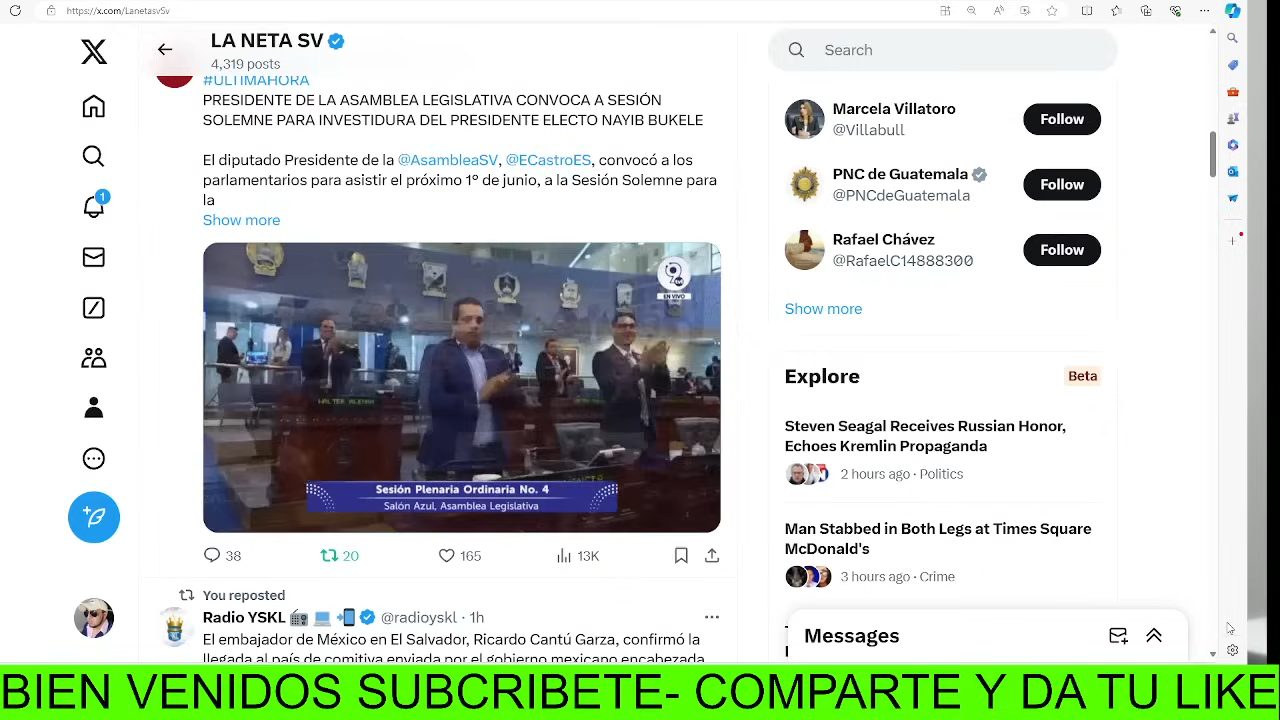 https://x.com/LanetasvSv
LA NETA SV
4,319 posts
#ULTIMAHORA
PRESIDENTE DE LA ASAMBLEA LEGISLATIVA CONVOCA A SESIÓN
SOLEMNE PARA INVESTIDURA DEL PRESIDENTE ELECTO NAYIB BUKELE
El diputado Presidente de la @AsambleaSV, @ECastroES, convocó a los
parlamentarios para asistir el próximo 1° de junio, a la Sesión Solemne para
la
Show more
EN VIVO
WALTER ALEMÁN
Sesión Plenaria Ordinaria No. 4
Salón Azul, Asamblea Legislativa
38
20
165
13K
You reposted
Radio YSKL @radioyskl · 1h
El embajador de México en El Salvador, Ricardo Cantú Garza, confirmó la
llegada al país de comitiva enviada por el gobierno mexicano encabezada
1
Search
Marcela Villatoro
@Villabull
Follow
PNC de Guatemala
@PNCdeGuatemala
Follow
Rafael Chávez
@RafaelC14888300
Follow
Show more
Explore
Beta
Steven Seagal Receives Russian Honor,
Echoes Kremlin Propaganda
2 hours ago · Politics
Man Stabbed in Both Legs at Times Square
McDonald's
3 hours ago · Crime
Messages
BIEN VENIDOS SUBCRIBETE- COMPARTE Y DA TU LIKE